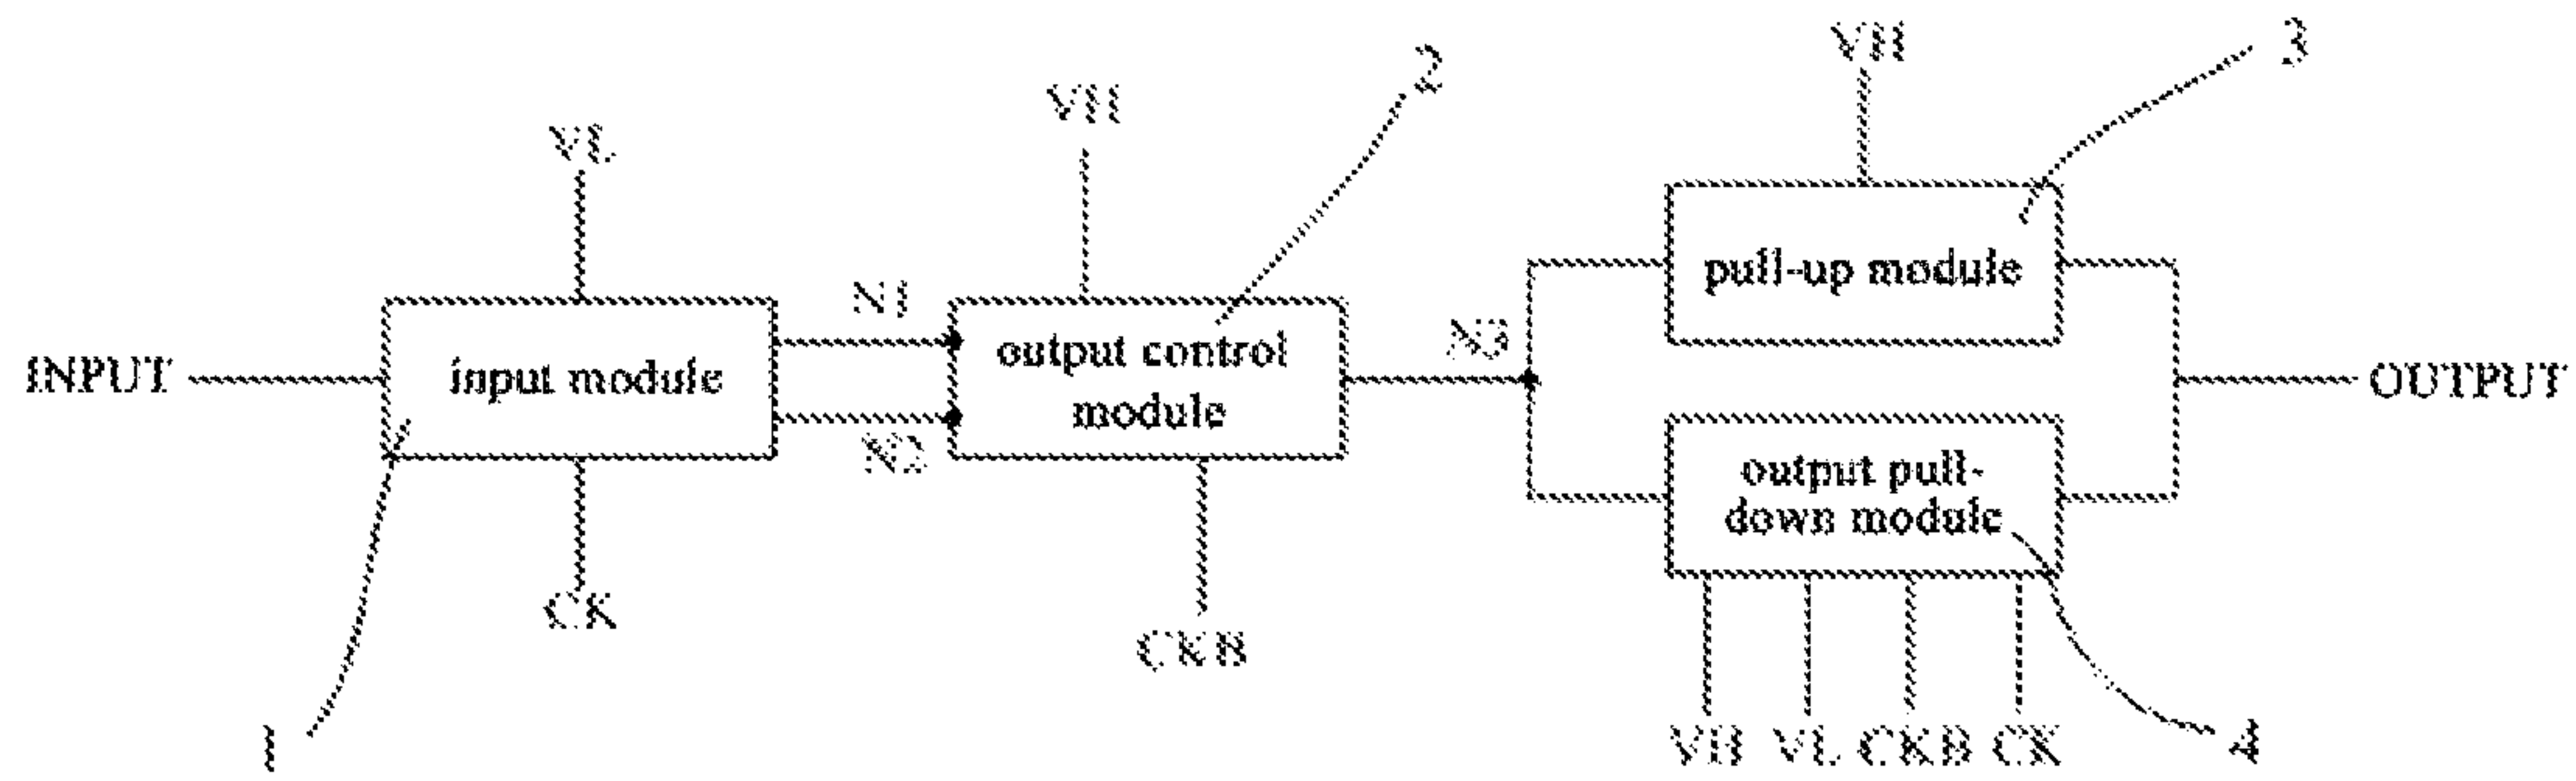 VH
3
2
VH
VL
pull-up module
N1
output control
module
N3
INPUT
input module
OUTPUT
N2
output pull-
down module
CK
CKB
1
VH VL CKB CK
4